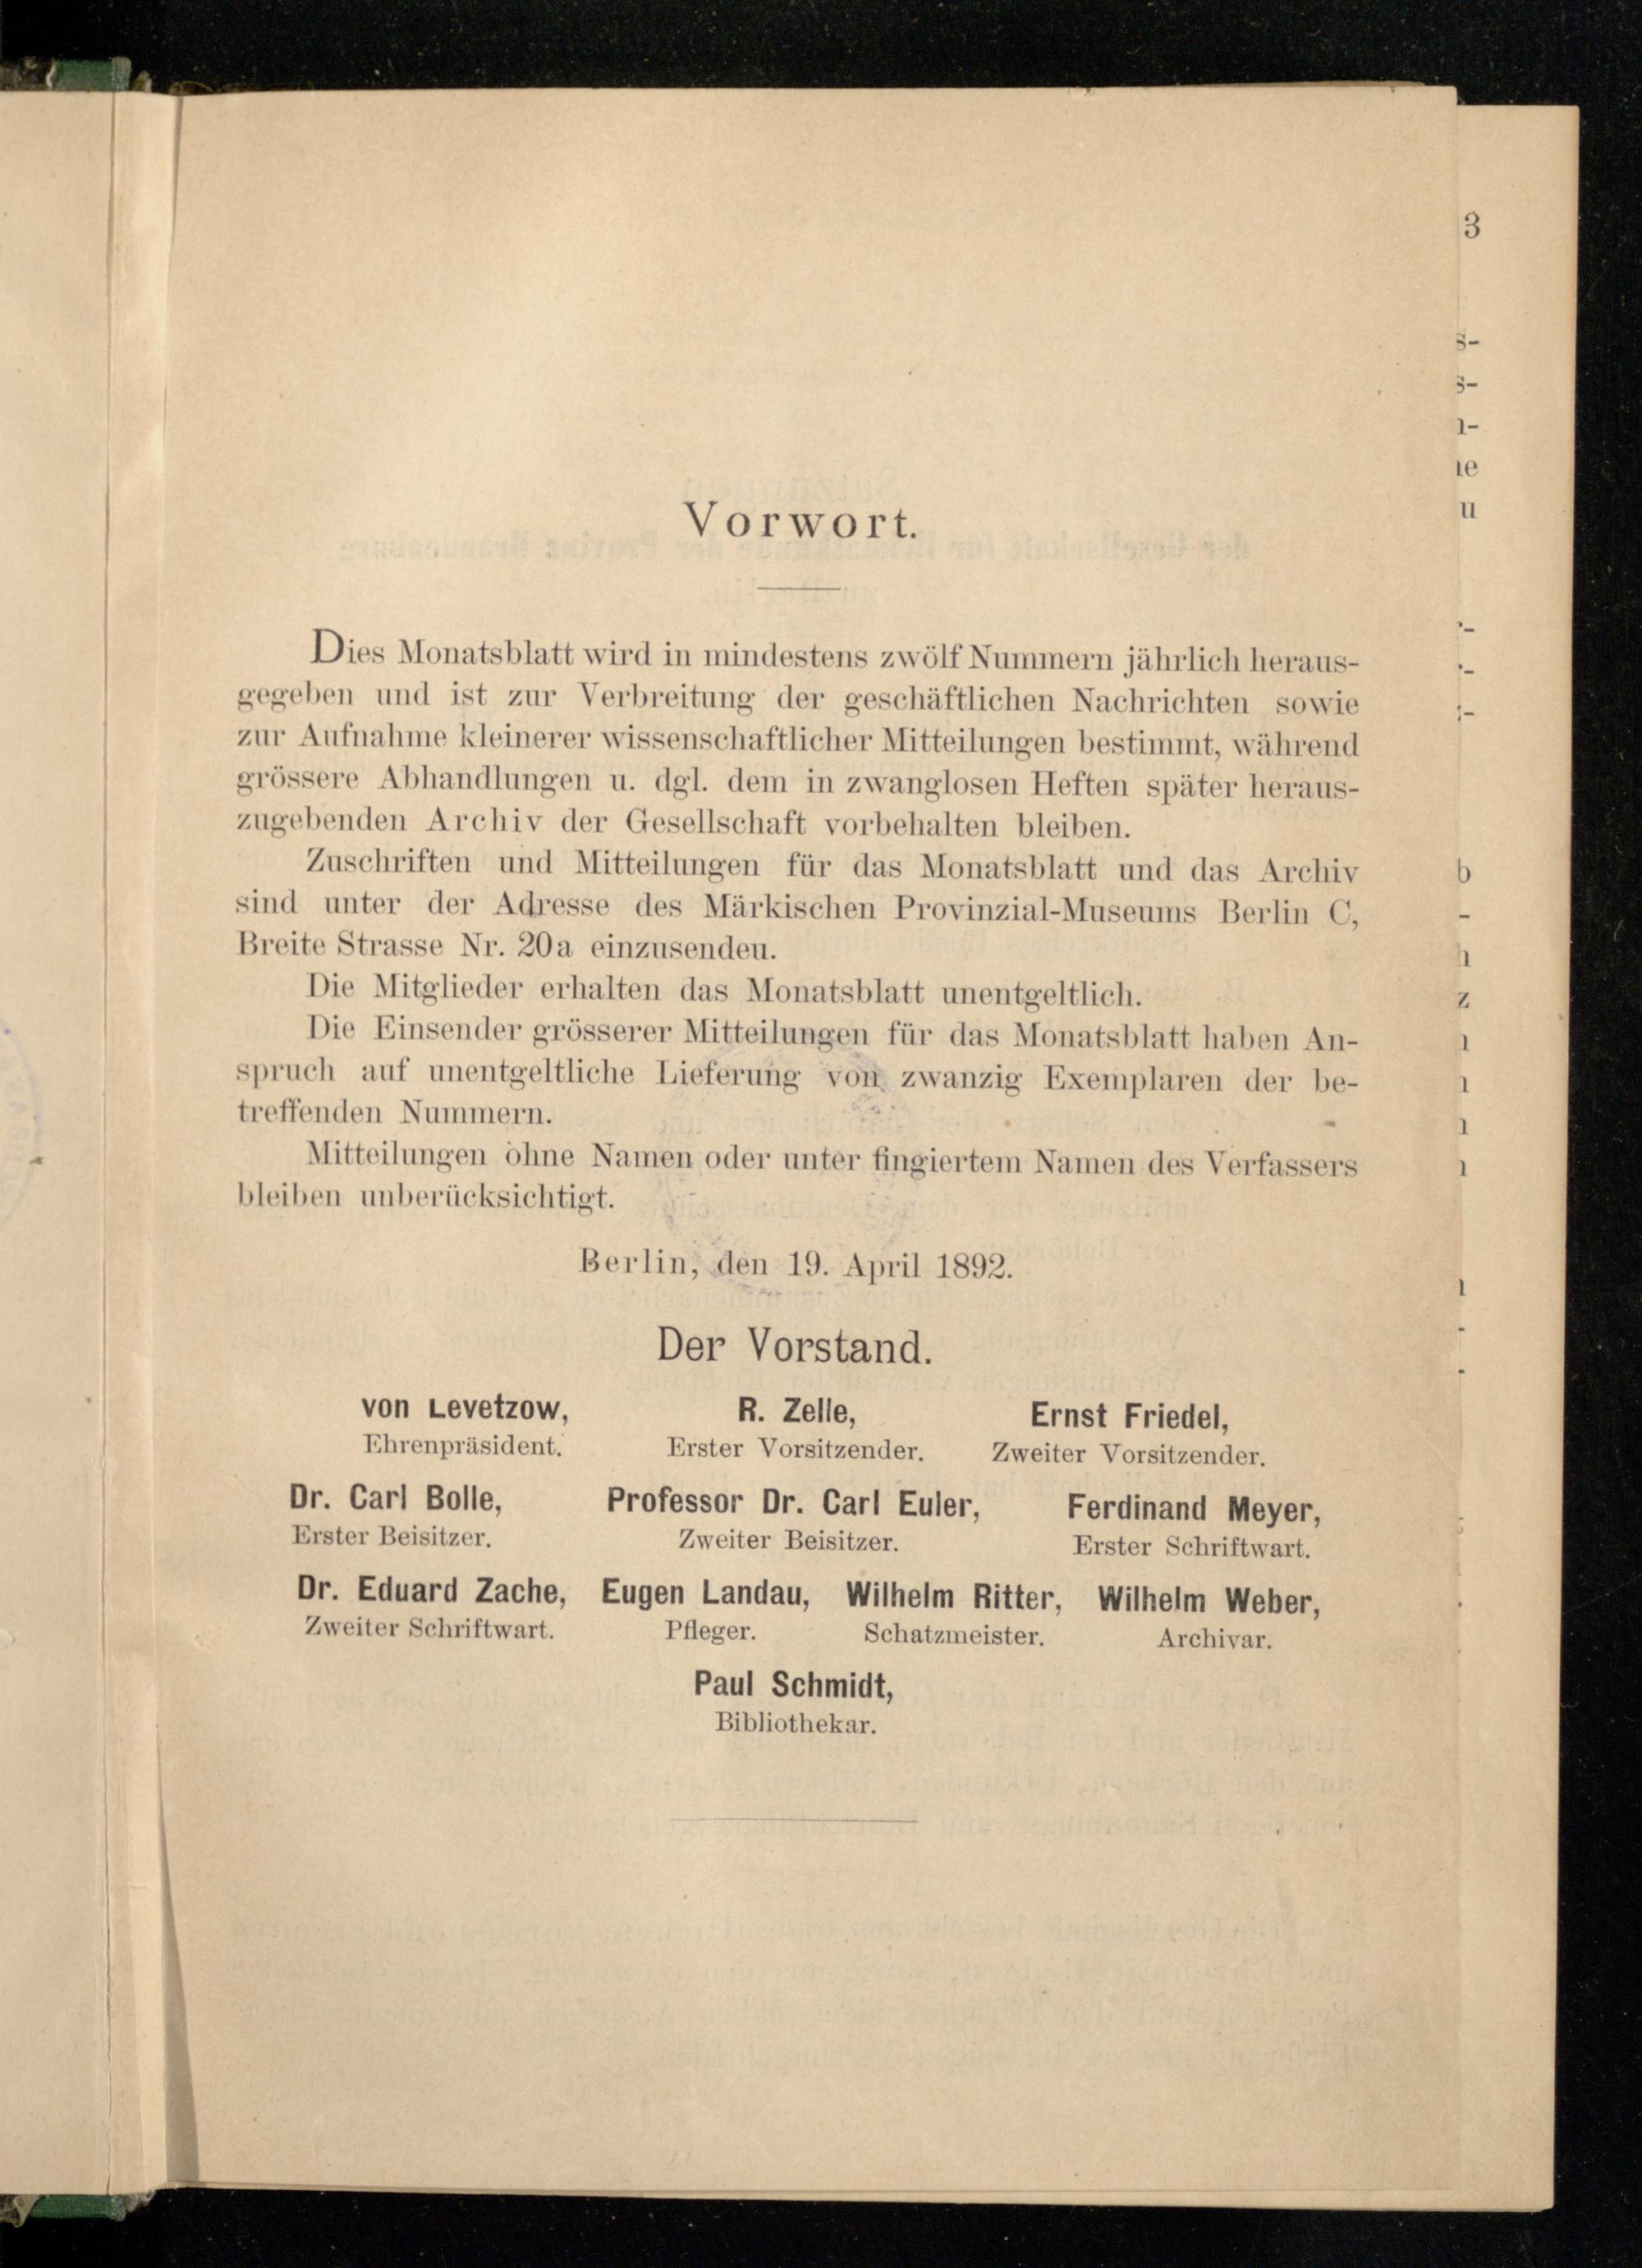 Vorwort.
Dies Monatsblatt wird in mindestens zwölf Nummern jährlich heraus-
gegeben und ist zur Verbreitung der geschäftlichen Nachrichten sowie
zur Aufnahme kleinerer wissenschaftlicher Mitteilungen bestimmt, während
grössere Abhandlungen u. dgl. dem in zwanglosen Heften später heraus-
zugebenden Archiv der Gesellschaft vorbehalten bleiben.
Zuschriften und Mitteilungen für das Monatsblatt und das Archiv
sind unter der Adresse des Märkischen Provinzial-Museums Berlin C,
Breite Strasse Nr. 20a einzusendeu.
Die Mitglieder erhalten das Monatsblatt unentgeltlich.
Die Einsender grösserer Mitteilungen für das Monatsblatt haben An-
spruch auf unentgeltliche Lieferung von zwanzig Exemplaren der be-
treffenden Nummern.
Mitteilungen ohne Namen oder unter fingiertem Namen des Verfassers
bleiben unberücksichtigt.
Berlin, den 19. April 1892.
Der Vorstand.
von Levetzow, R. Zelle, Ernst Friedel,
Ehrenpräsident. Erster Vorsitzender. Zweiter Vorsitzender.
Dr. Carl Bolle, Professor Dr. Carl Euler, Ferdinand Meyer,
Erster Beisitzer. Zweiter Beisitzer. Erster Schriftwart.
Dr. Eduard Zache, Eugen Landau, Wilhelm Ritter, Wilhelm Weber,
Zweiter Schriftwart. Pfleger. Schatzmeister. Archivar.
Paul Schmidt,
Bibliothekar.
3